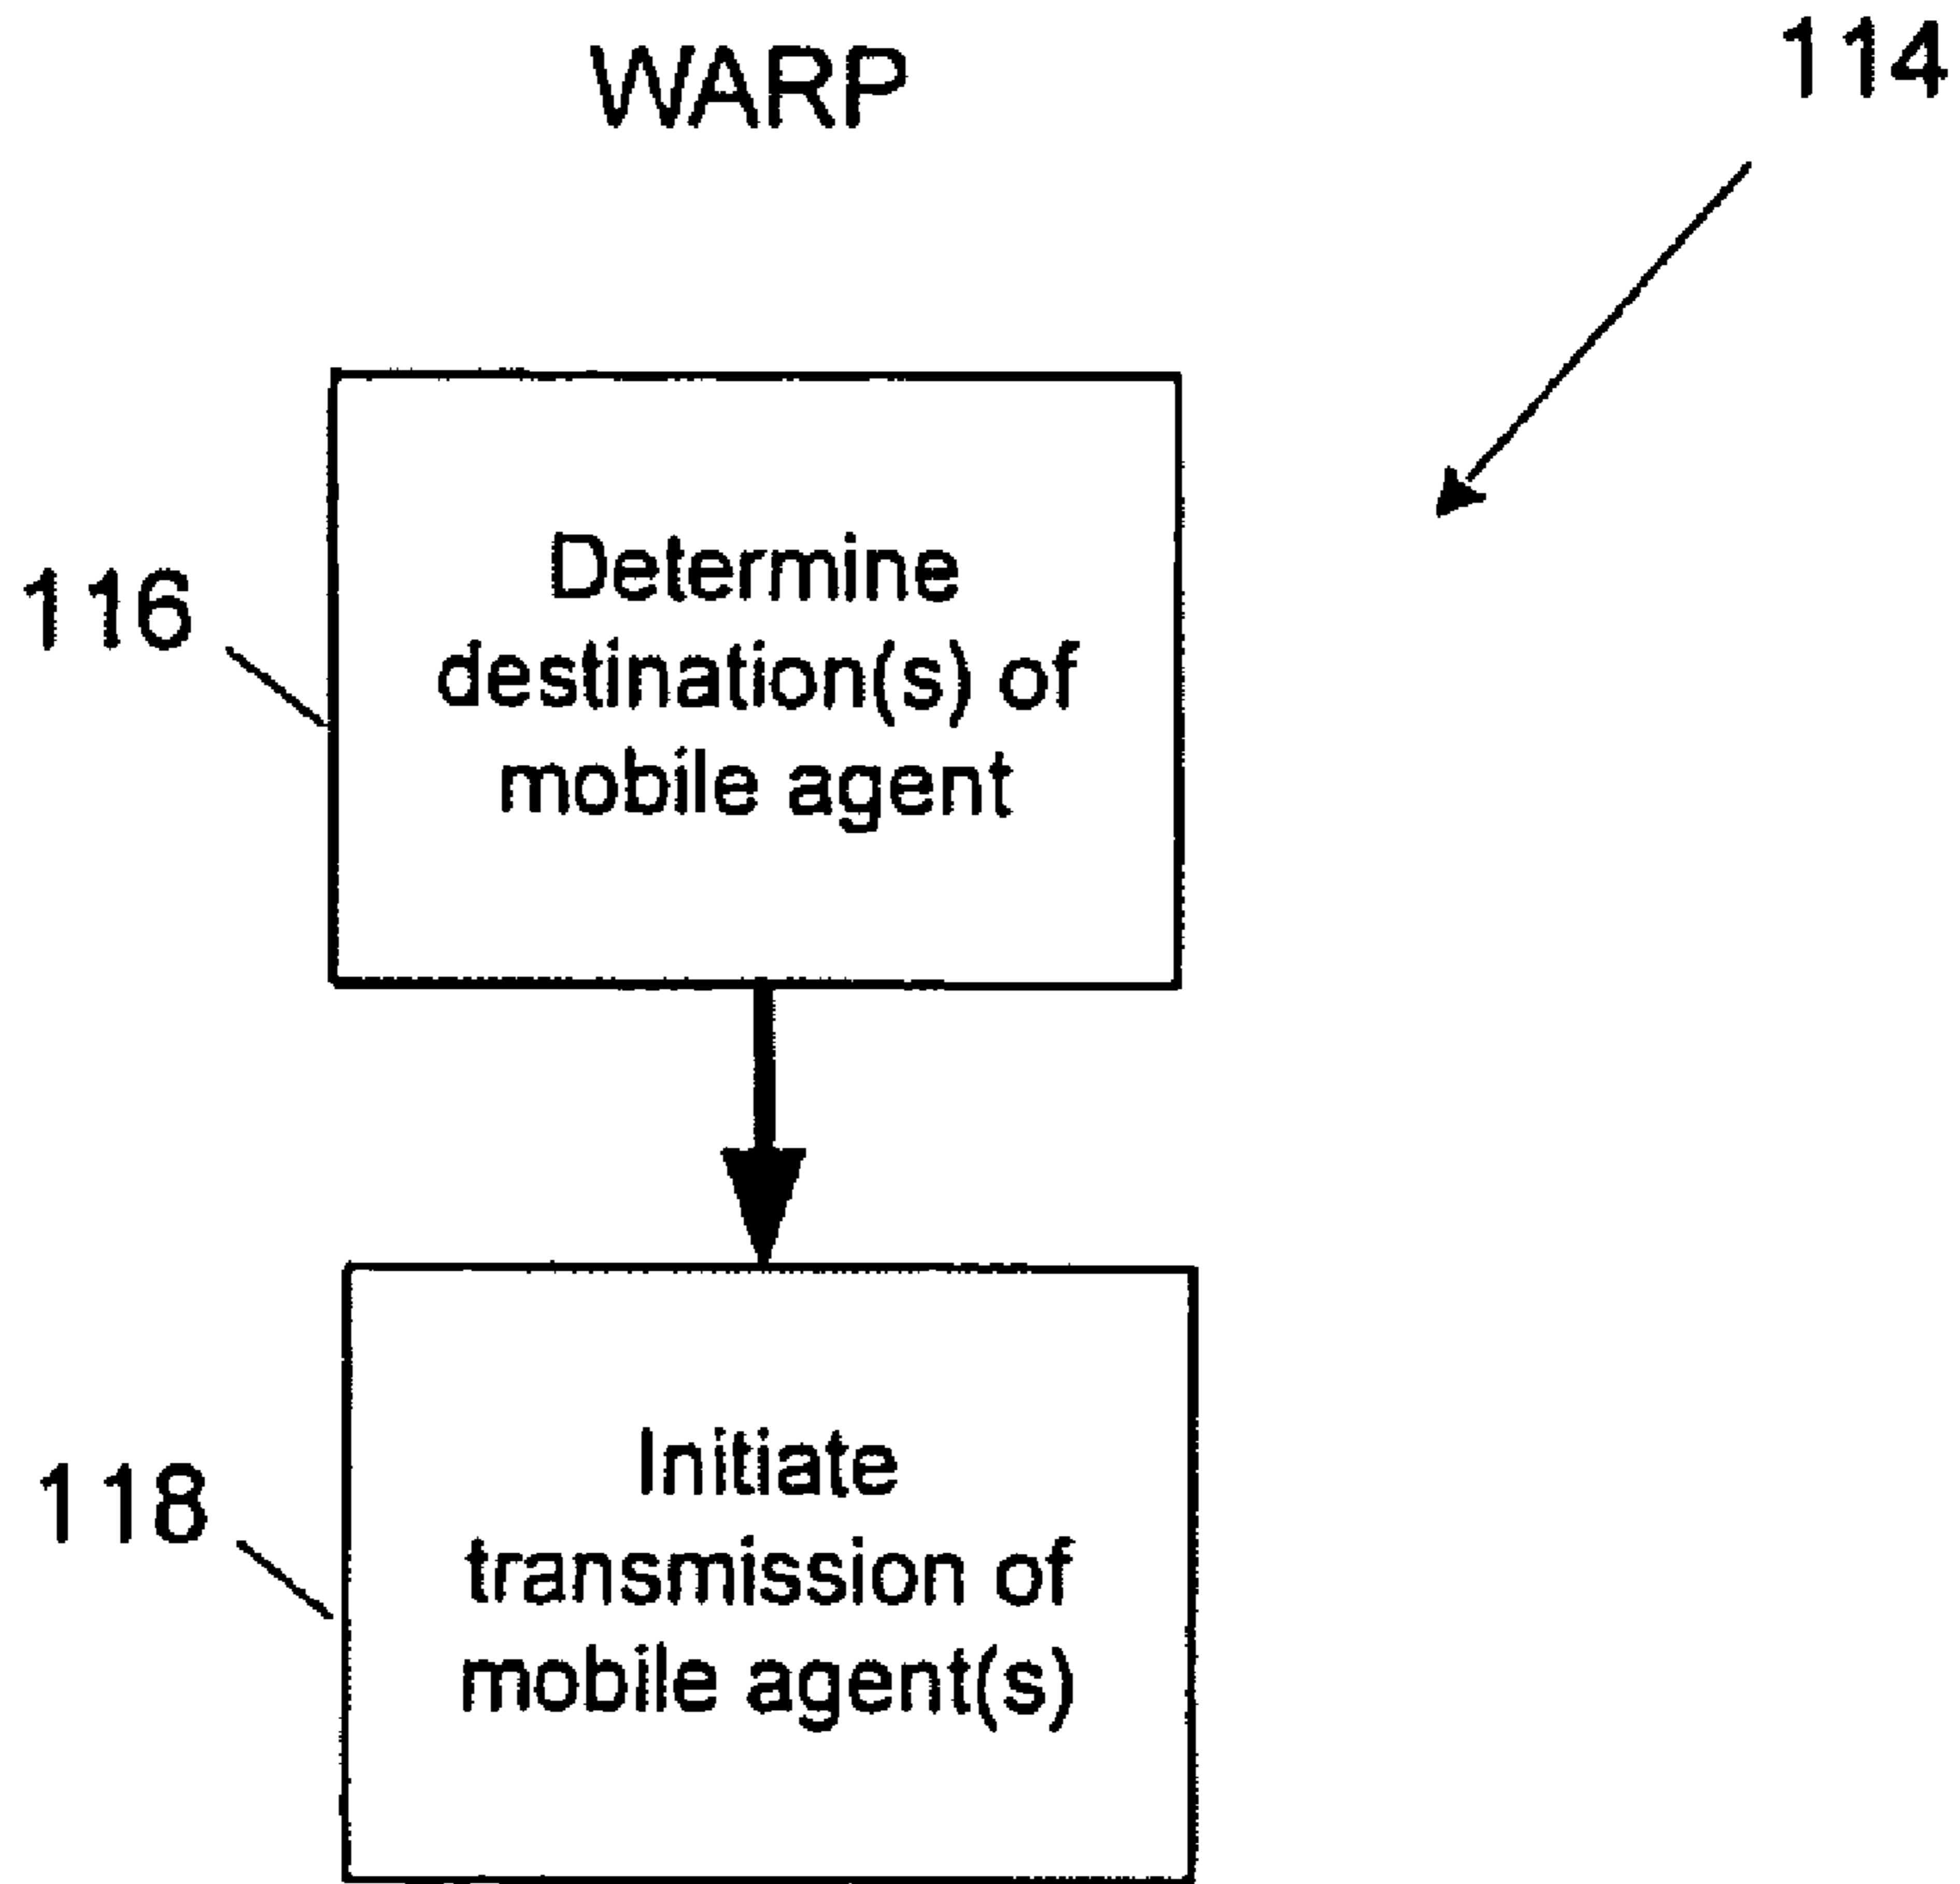 WARP
114
116
Determine
destination(s) of
mobile agent
118
Initiate
transmission of
mobile agent(s)